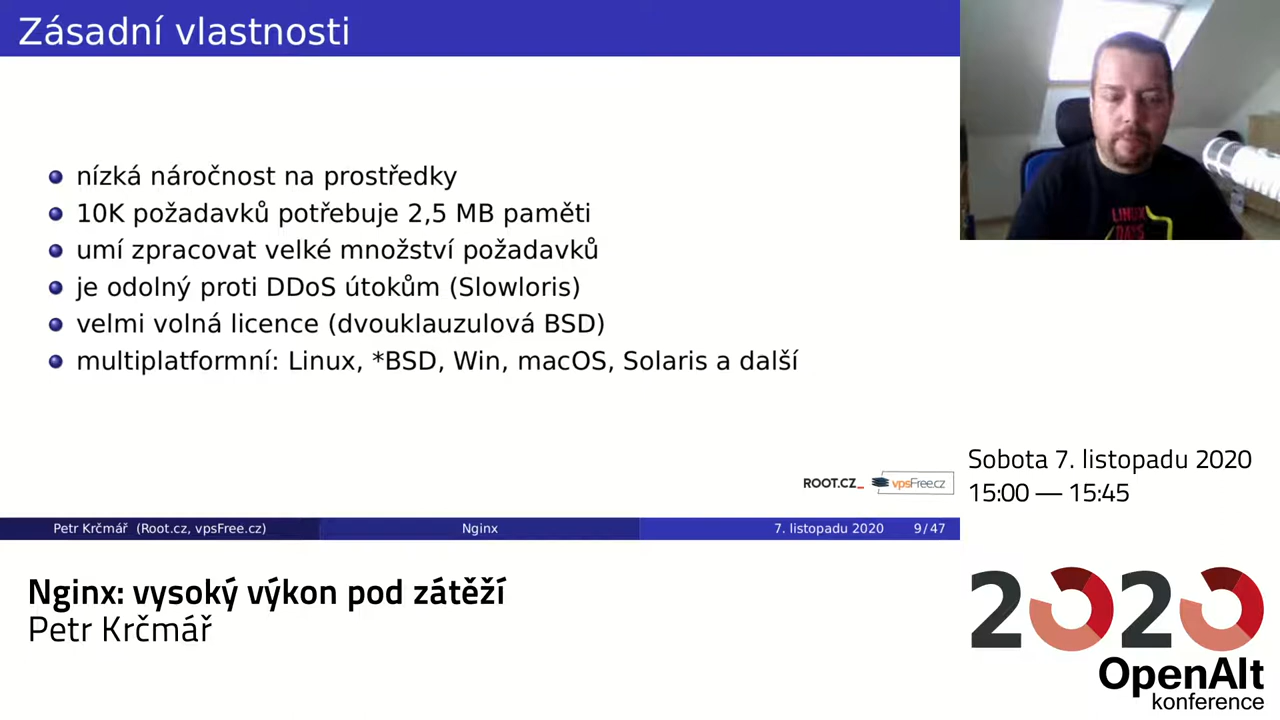 Zásadní vlastnosti
nízká náročnost na prostředky
10K požadavků potřebuje 2,5 MB paměti
umí zpracovat velké množství požadavků
je odolný proti DDoS útokům (Slowloris)
velmi volná licence (dvouklauzulová BSD)
multiplatformní: Linux, *BSD, Win, macOS, Solaris a další
ROOT.CZ_ vpsFree.cz
Petr Krčmář (Root.cz, vpsFree.cz) Nginx 7. listopadu 2020 9/47
LINUX
DAYS
Sobota 7. listopadu 2020
15:00 — 15:45
Nginx: vysoký výkon pod zátěží
Petr Krčmář
2020
OpenAlt
konference